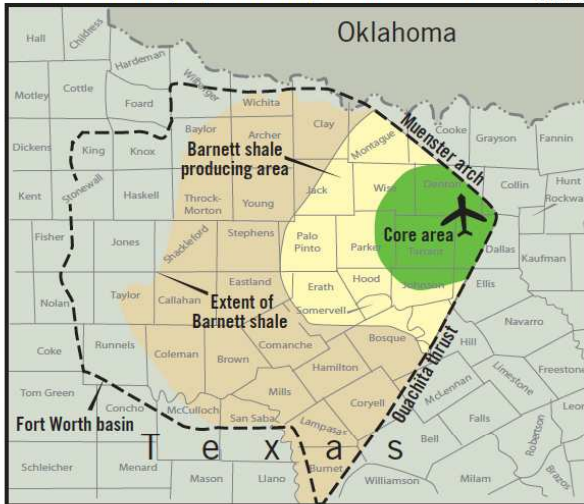 Oklahoma
Hall
Childress
Hardeman
Motley
Cottle
Foard
Wilbarger
Wichita
Clay
Dickens
King
Knox
Baylor
Archer
Montague
Cooke
Grayson
Fannin
Muenster arch
Barnett shale
producing area
Kent
Stonewall
Haskell
Throck-
Morton
Young
Jack
Wise
Denton
Collin
Hunt
Rockwa
Core area
Fisher
Jones
Shackleford
Stephens
Palo
Pinto
Parker
Tarrant
Dallas
Kaufman
Nolan
Taylor
Callahan
Eastland
Erath
Hood
Johnson
Ellis
Somervell
Extent of
Barnett shale
Coke
Runnels
Coleman
Brown
Comanche
Bosque
Hill
Navarro
Ouachita thrust
Hamilton
Limestone
Freestone
Tom Green
Concho
McCulloch
Mills
Coryell
McLennan
Leon
San Saba
Lampasas
Falls
Fort Worth basin
Texas
Bell
Robertson
Schleicher
Menard
Mason
Llano
Burnet
Williamson
Milam
Brazos